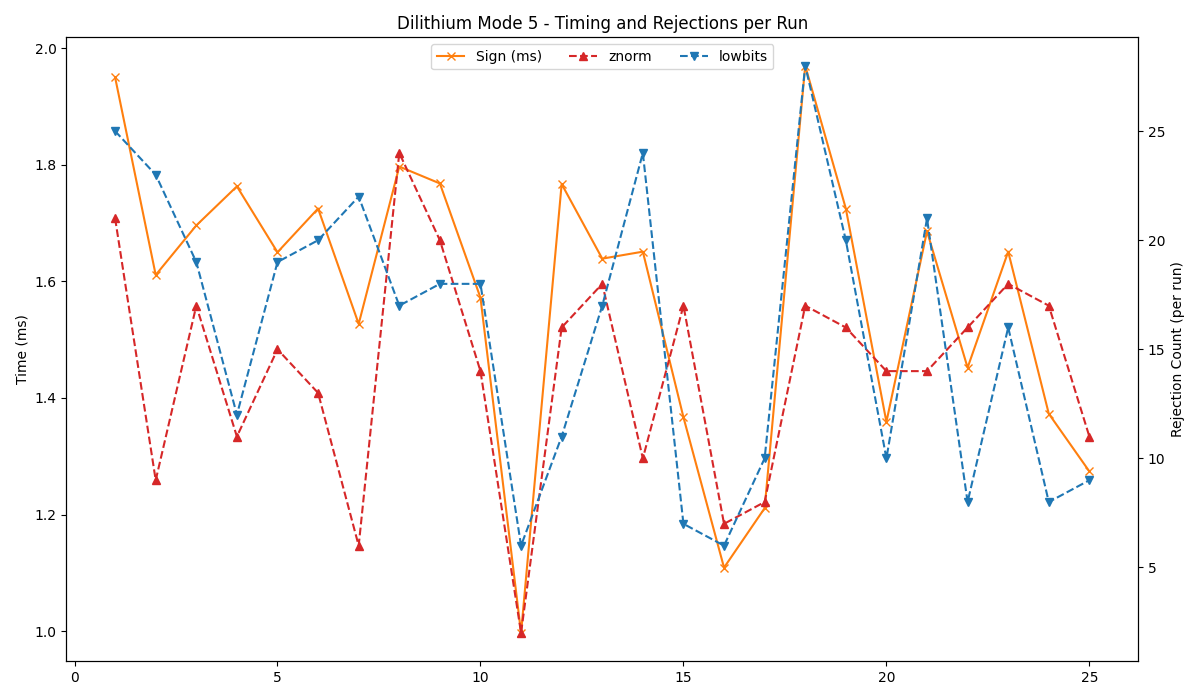 Dilithium Mode 5 - Timing and Rejections per Run
Sign (ms) znorm lowbits
Time (ms)
2.0
1.8
1.6
1.4
1.2
1.0
25
20
15
10
5
Rejection Count (per run)
0 5 10 15 20 25